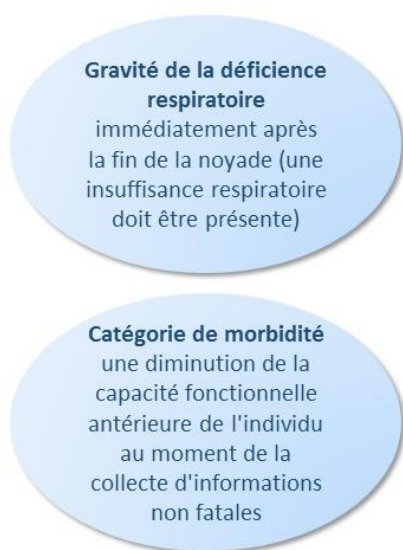 Gravité de la déficience
respiratoire
immédiatement après
la fin de la noyade (une
insuffisance respiratoire
doit être présente)
Catégorie de morbidité
une diminution de la
capacité fonctionnelle
antérieure de l'individu
au moment de la
collecte d'informations
non fatales